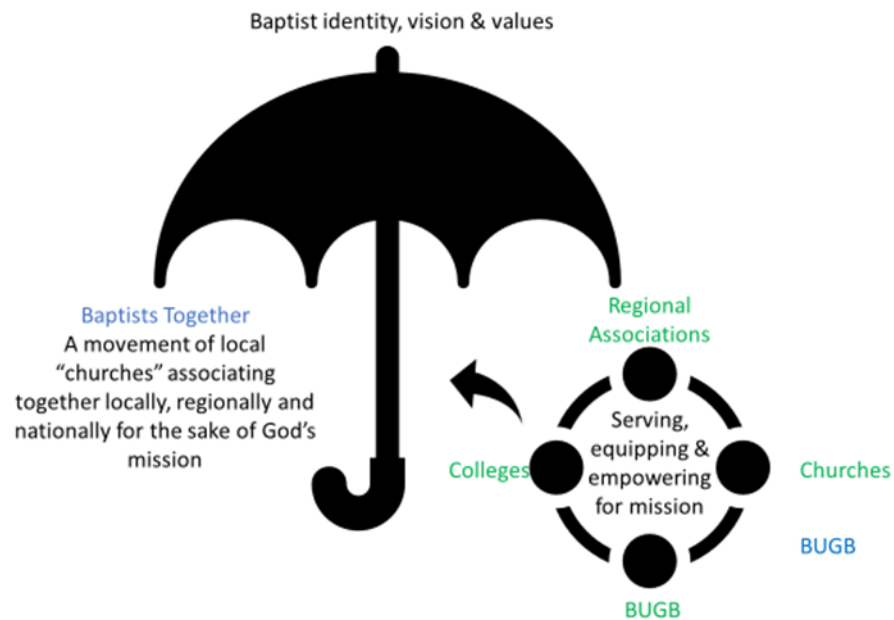 Baptist identity, vision & values
Baptists Together
A movement of local
“churches” associating
together locally, regionally and
nationally for the sake of God’s
mission
Regional
Associations
Serving,
equipping &
empowering
for mission
Colleges
Churches
BUGB
BUGB